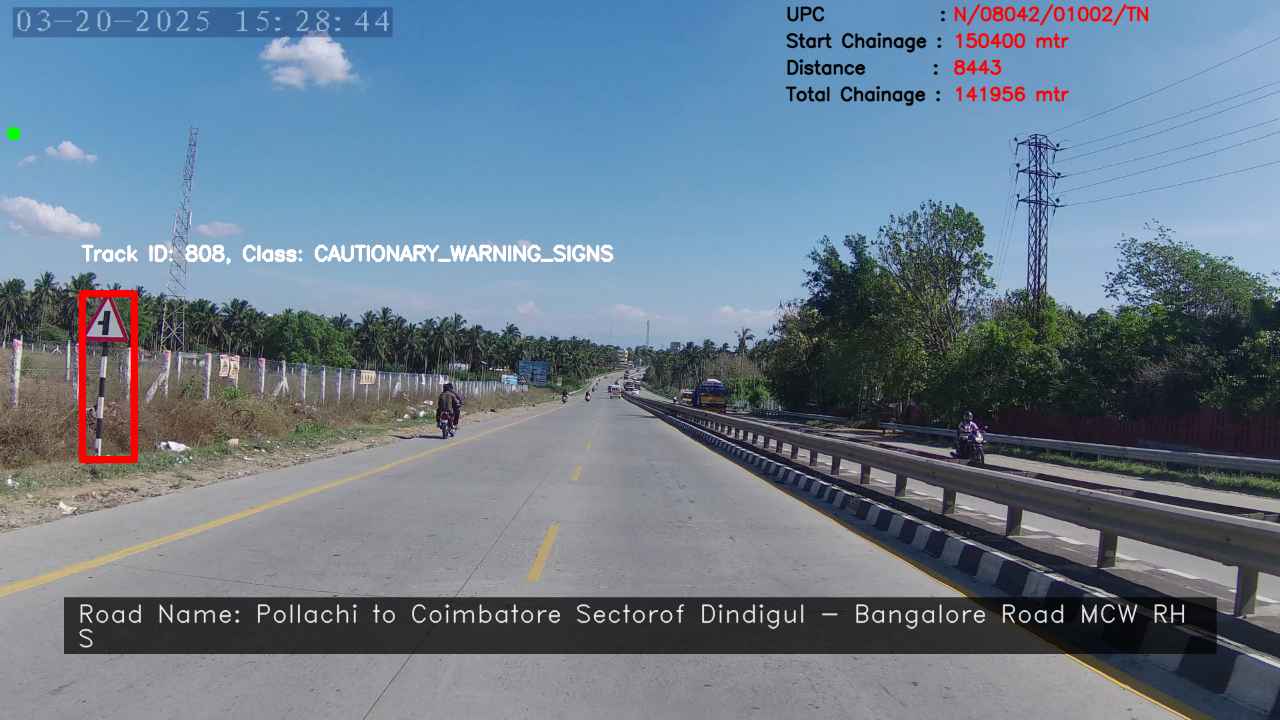 03-20-2025 15:28:44
UPC : N/08042/01002/TN
Start Chainage : 150400 mtr
Distance : 8443
Total Chainage : 141956 mtr
Track ID: 808, Class: CAUTIONARY_WARNING_SIGNS
Road Name: Pollachi to Coimbatore Sectorof Dindigul - Bangalore Road MCW RH
S